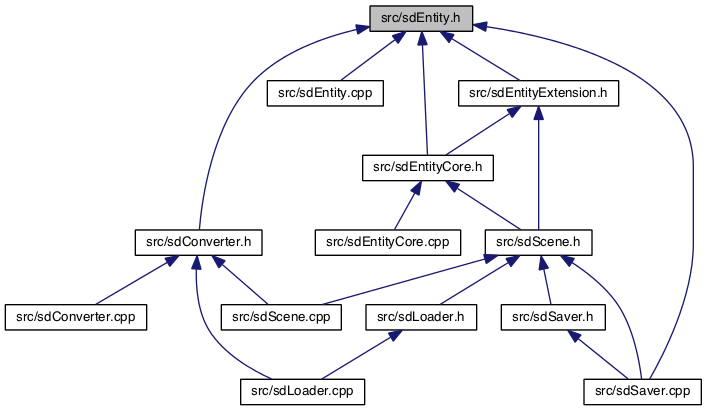 src/sdEntity.h
src/sdEntity.cpp
src/sdEntityExtension.h
src/sdEntityCore.h
src/sdConverter.h
src/sdEntityCore.cpp
src/sdScene.h
src/sdConverter.cpp
src/sdScene.cpp
src/sdLoader.h
src/sdSaver.h
src/sdLoader.cpp
src/sdSaver.cpp